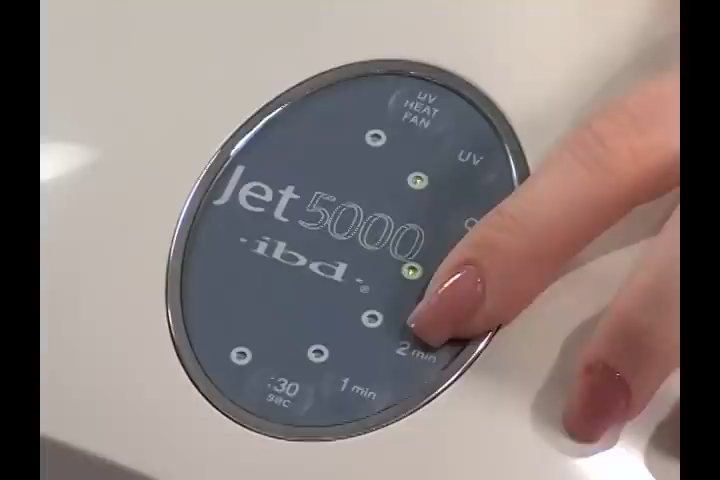 UV
HEAT
FAN
UV
Jet 5000
·ibd·®
2 min
1 min
:30
sec